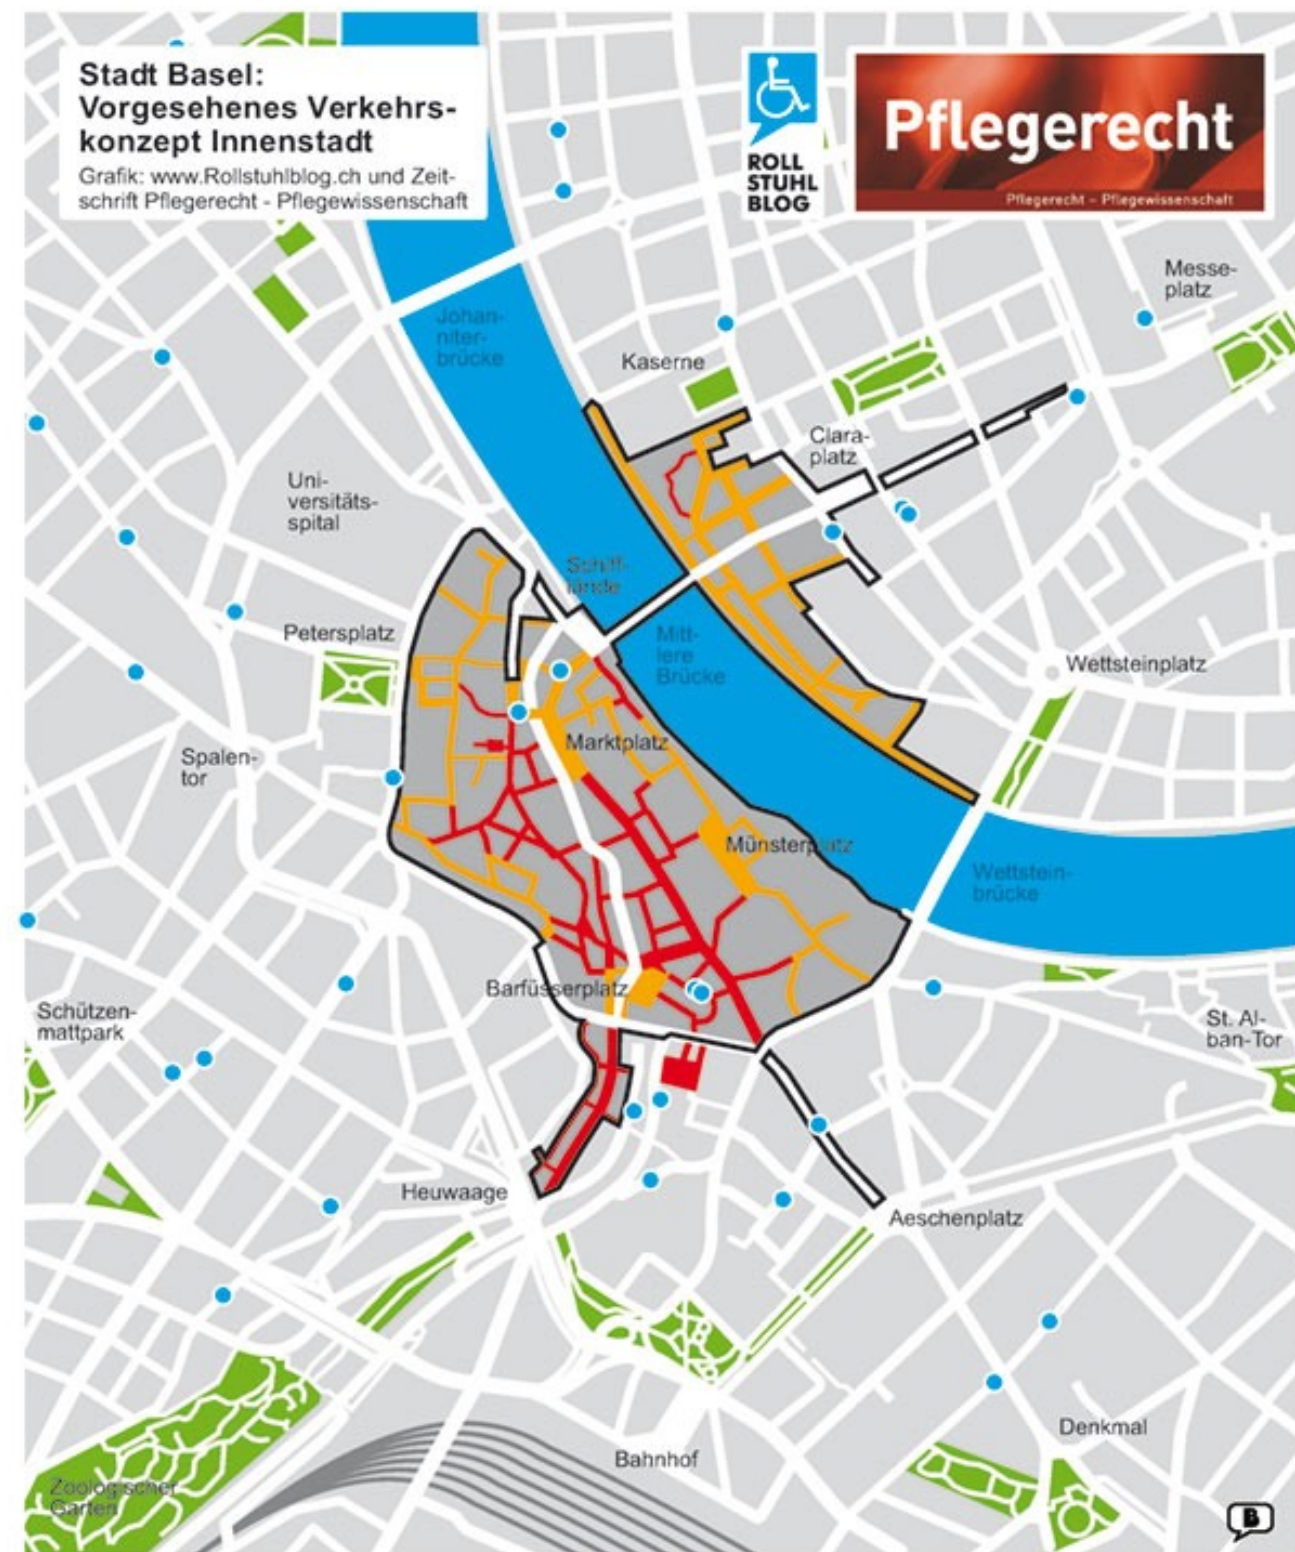 Stadt Basel:
Vorgesehenes Verkehrs-
konzept Innenstadt
Grafik: www.Rollstuhlblog.ch und Zeit-
schrift Pflegerecht - Pflegewissenschaft
ROLL
STUHL
BLOG
Pflegerecht
Pflegerecht – Pflegewissenschaft
Messe-
platz
Johan-
niter-
brücke
Kaserne
Clara-
platz
Uni-
versitäts-
spital
Schiff-
lände
Petersplatz
Mitt-
lere
Brücke
Wettsteinplatz
Spalen-
tor
Marktplatz
Münsterplatz
Wettstein-
brücke
Barfüsserplatz
Schützen-
mattpark
St. Al-
ban-Tor
Heuwaage
Aeschenplatz
Denkmal
Bahnhof
Zoologischer
Garten
B